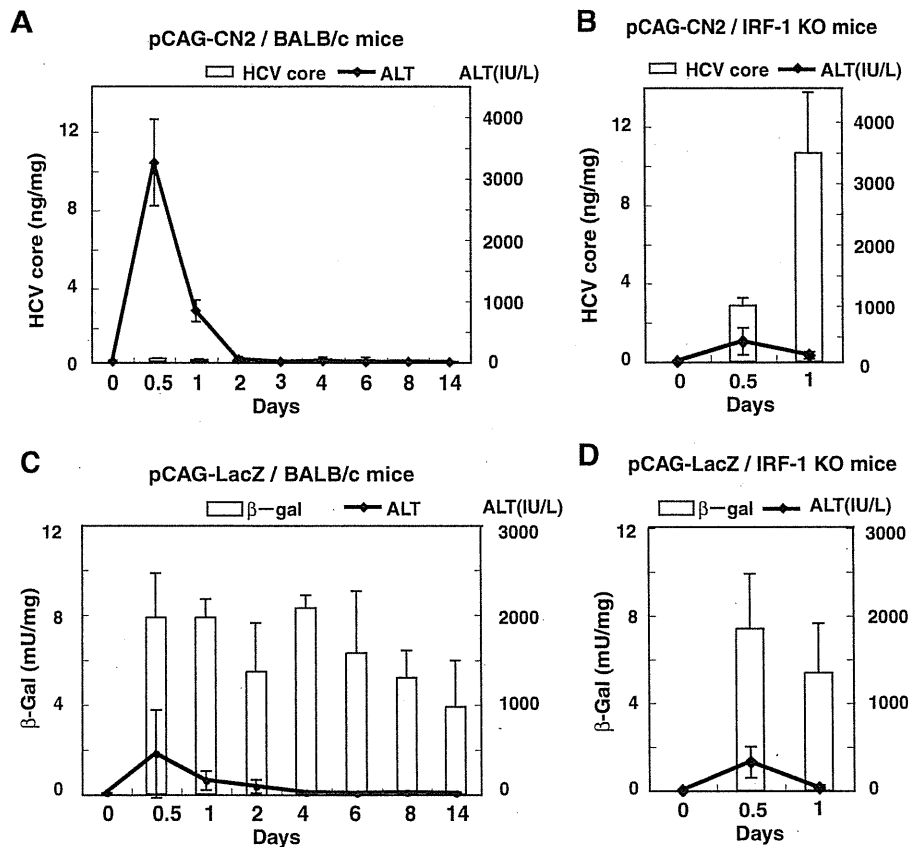 A
pCAG-CN2 / BALB/c mice
HCV core ALT ALT(IU/L)
HCV core (ng/mg)
12
8
4
0
4000
3000
2000
1000
0
0 0.5 1 2 3 4 6 8 14
Days
B
pCAG-CN2 / IRF-1 KO mice
HCV core ALT(IU/L)
HCV core (ng/mg)
12
8
4
0
4000
3000
2000
1000
0
0 0.5 1
Days
C
pCAG-LacZ / BALB/c mice
β-gal ALT ALT(IU/L)
β-Gal (mU/mg)
12
8
4
0
3000
2000
1000
0
0 0.5 1 2 4 6 8 14
Days
D
pCAG-LacZ / IRF-1 KO mice
β-gal ALT(IU/L)
β-Gal (mU/mg)
12
8
4
0
3000
2000
1000
0
0 0.5 1
Days